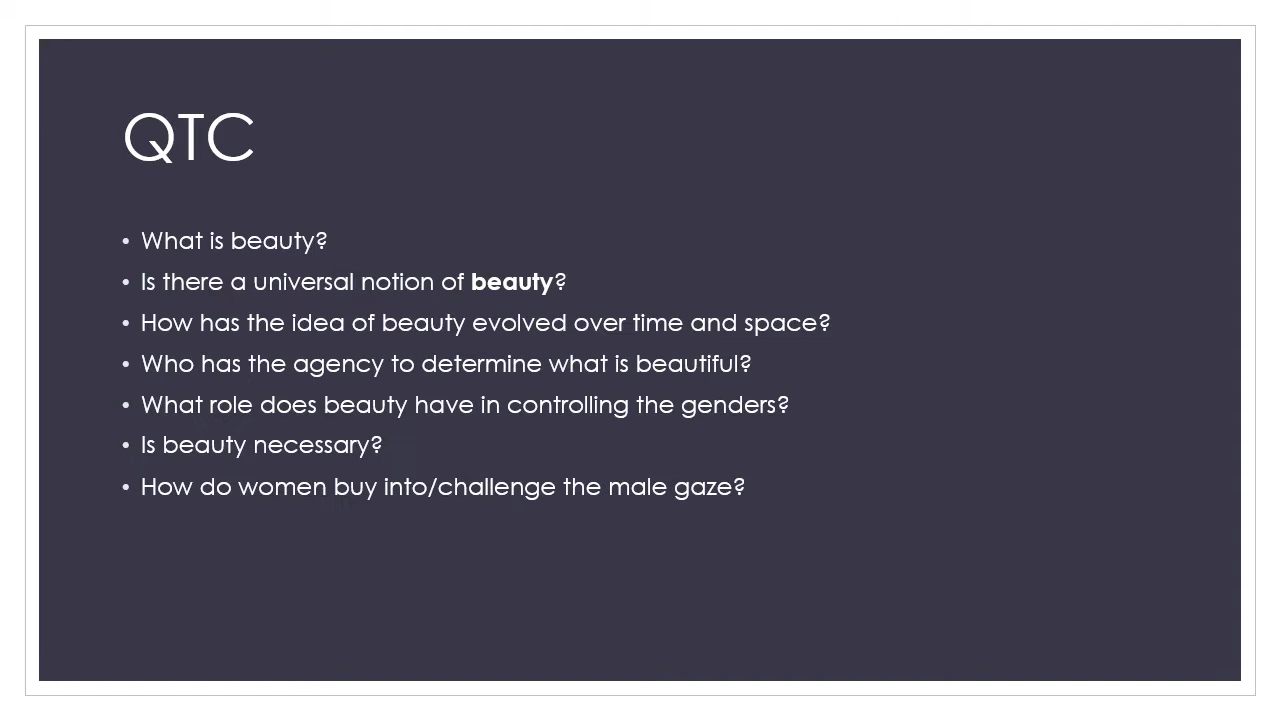 QTC
• What is beauty?
• Is there a universal notion of beauty?
• How has the idea of beauty evolved over time and space?
• Who has the agency to determine what is beautiful?
• What role does beauty have in controlling the genders?
• Is beauty necessary?
• How do women buy into/challenge the male gaze?